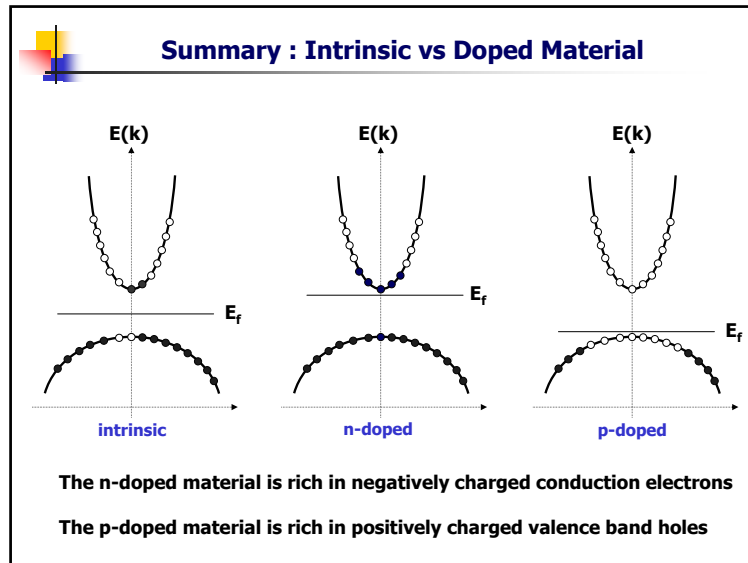 Summary : Intrinsic vs Doped Material
E(k)
E(k)
E(k)
Ef
Ef
Ef
intrinsic
n-doped
p-doped
The n-doped material is rich in negatively charged conduction electrons
The p-doped material is rich in positively charged valence band holes